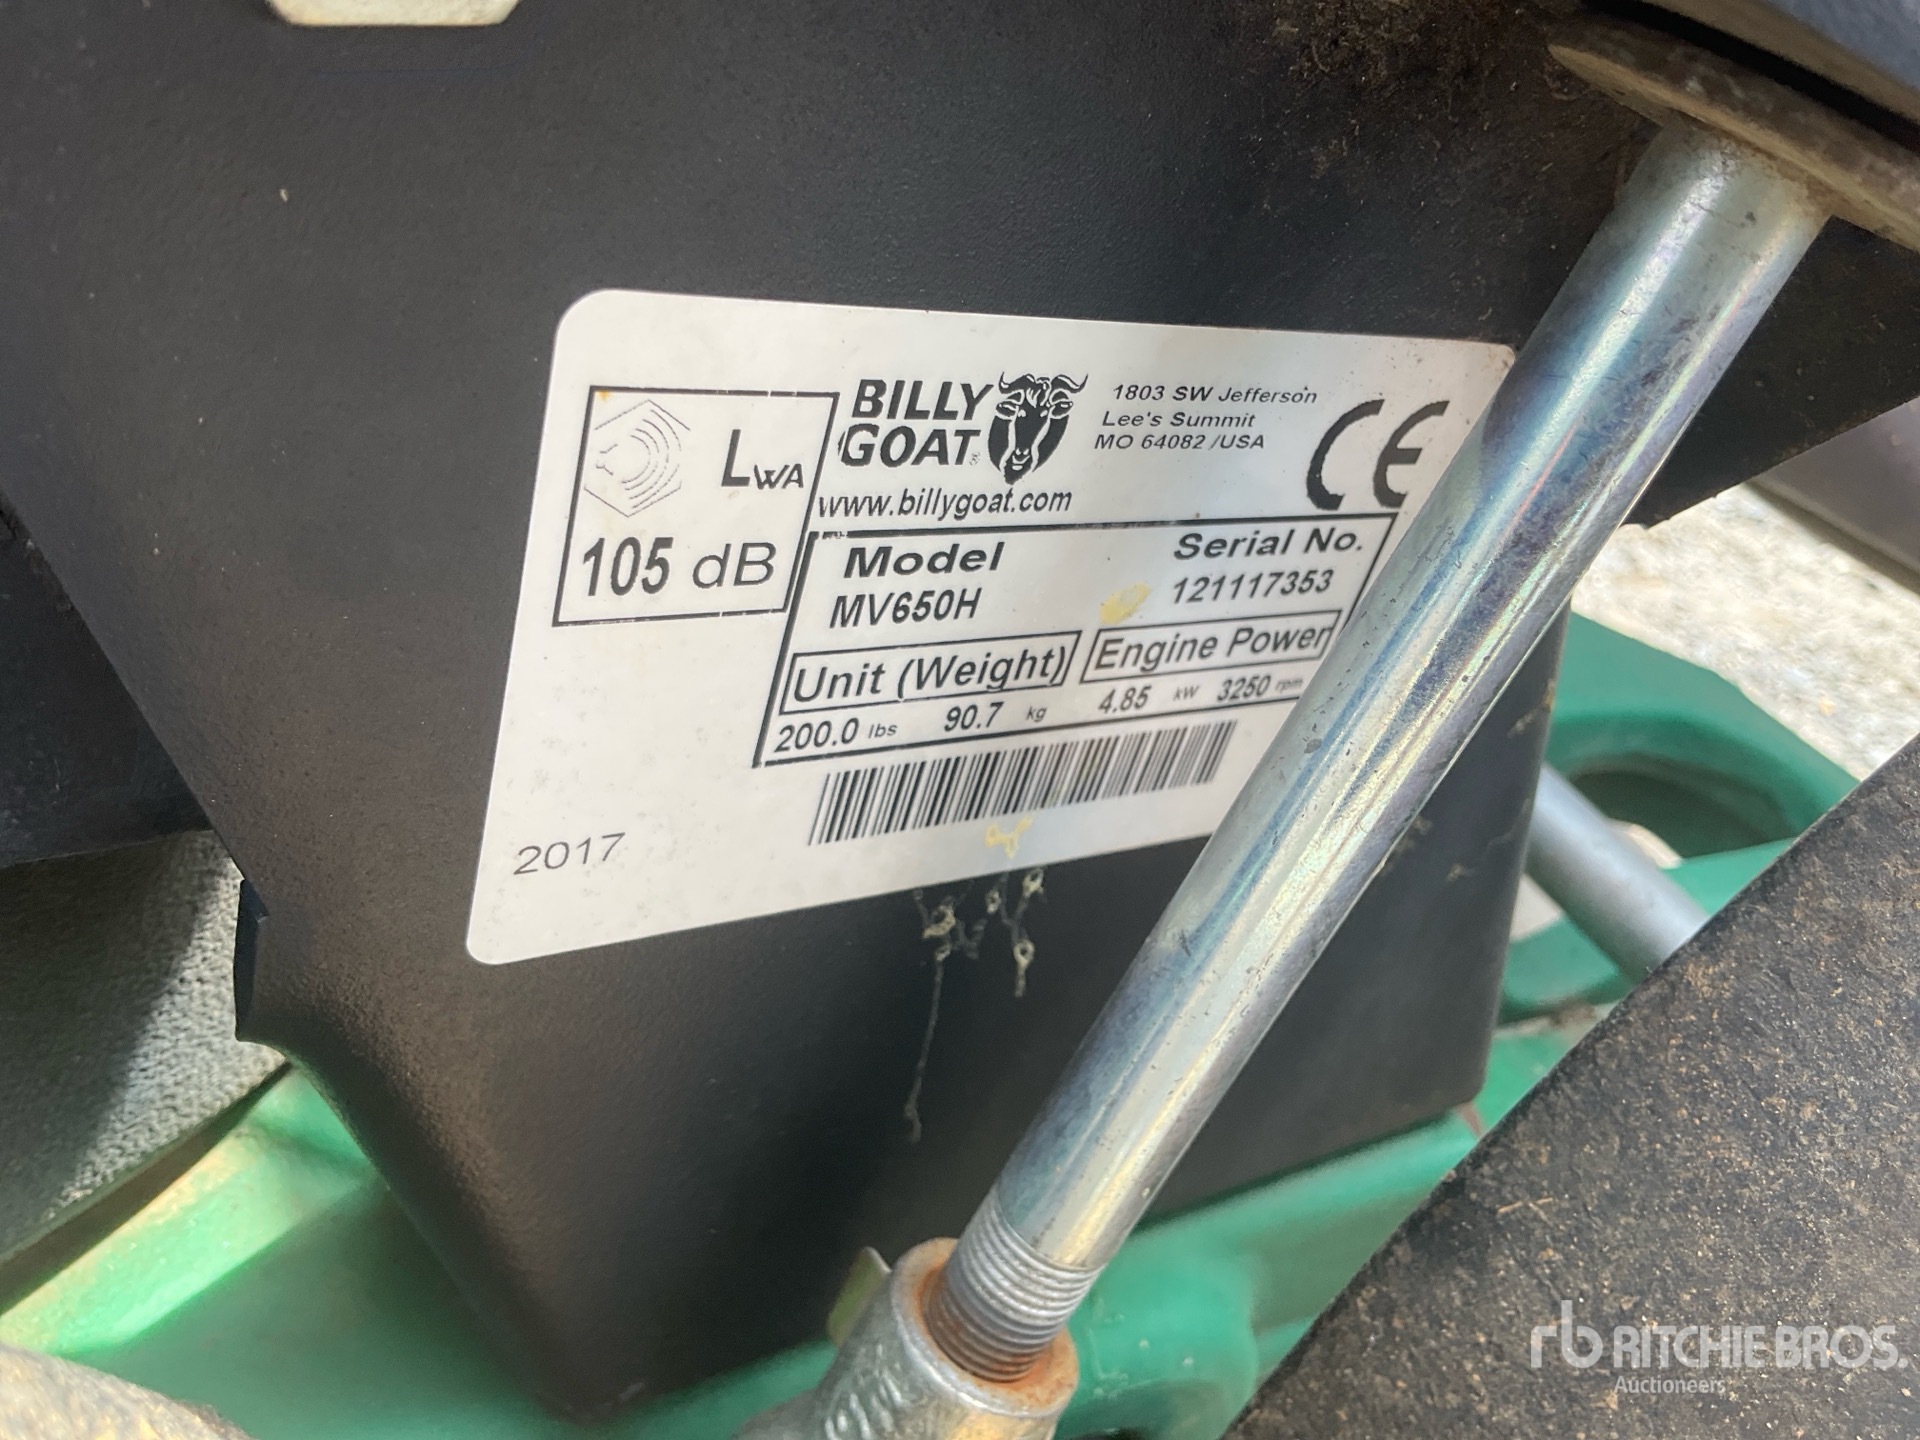 LWA
105 dB
BILLY GOAT®
www.billygoat.com
1803 SW Jefferson
Lee's Summit
MO 64082 /USA
CE
Model
MV650H
Serial No.
121117353
Unit (Weight)
200.0 lbs 90.7 kg
Engine Power
4.85 kW 3250 rpm
2017
rb RITCHIE BROS.
Auctioneers